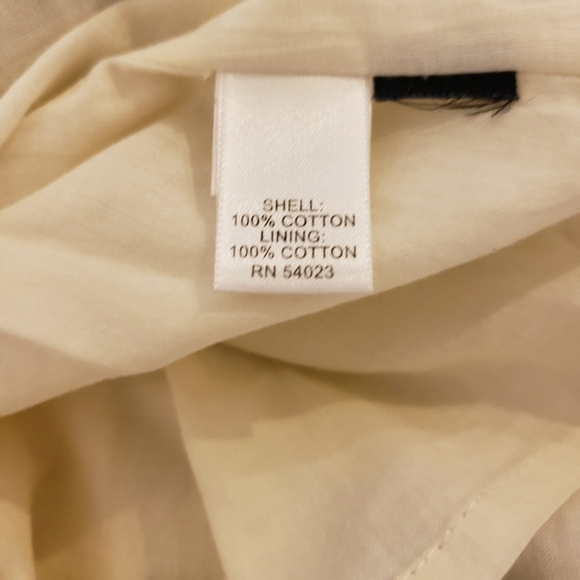 SHELL:
100% COTTON
LINING:
100% COTTON
RN 54023